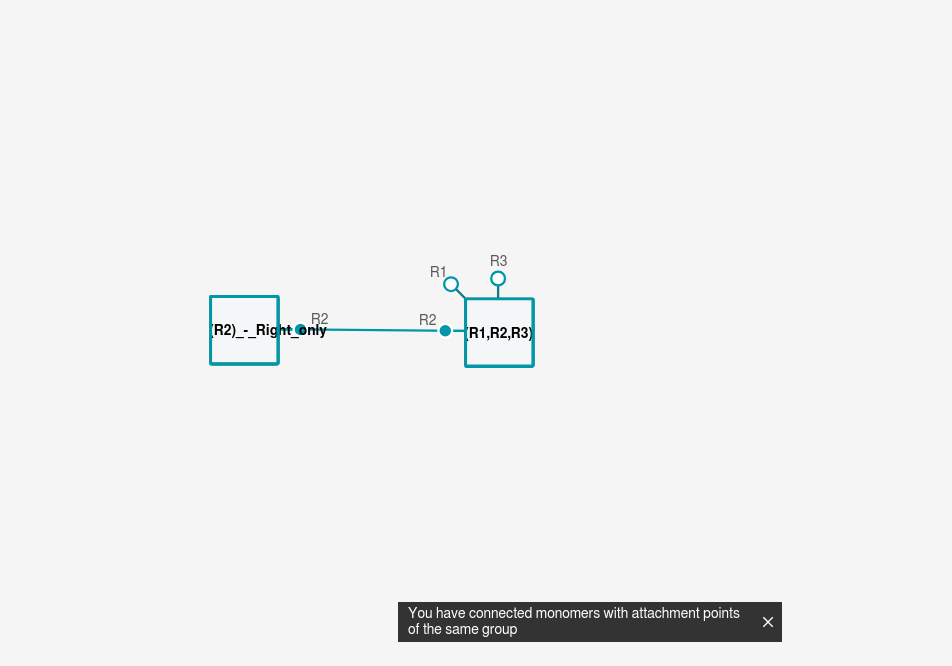 R1
R3
R2
R2
(R2)_-_Right_only
(R1,R2,R3)
You have connected monomers with attachment points
of the same group